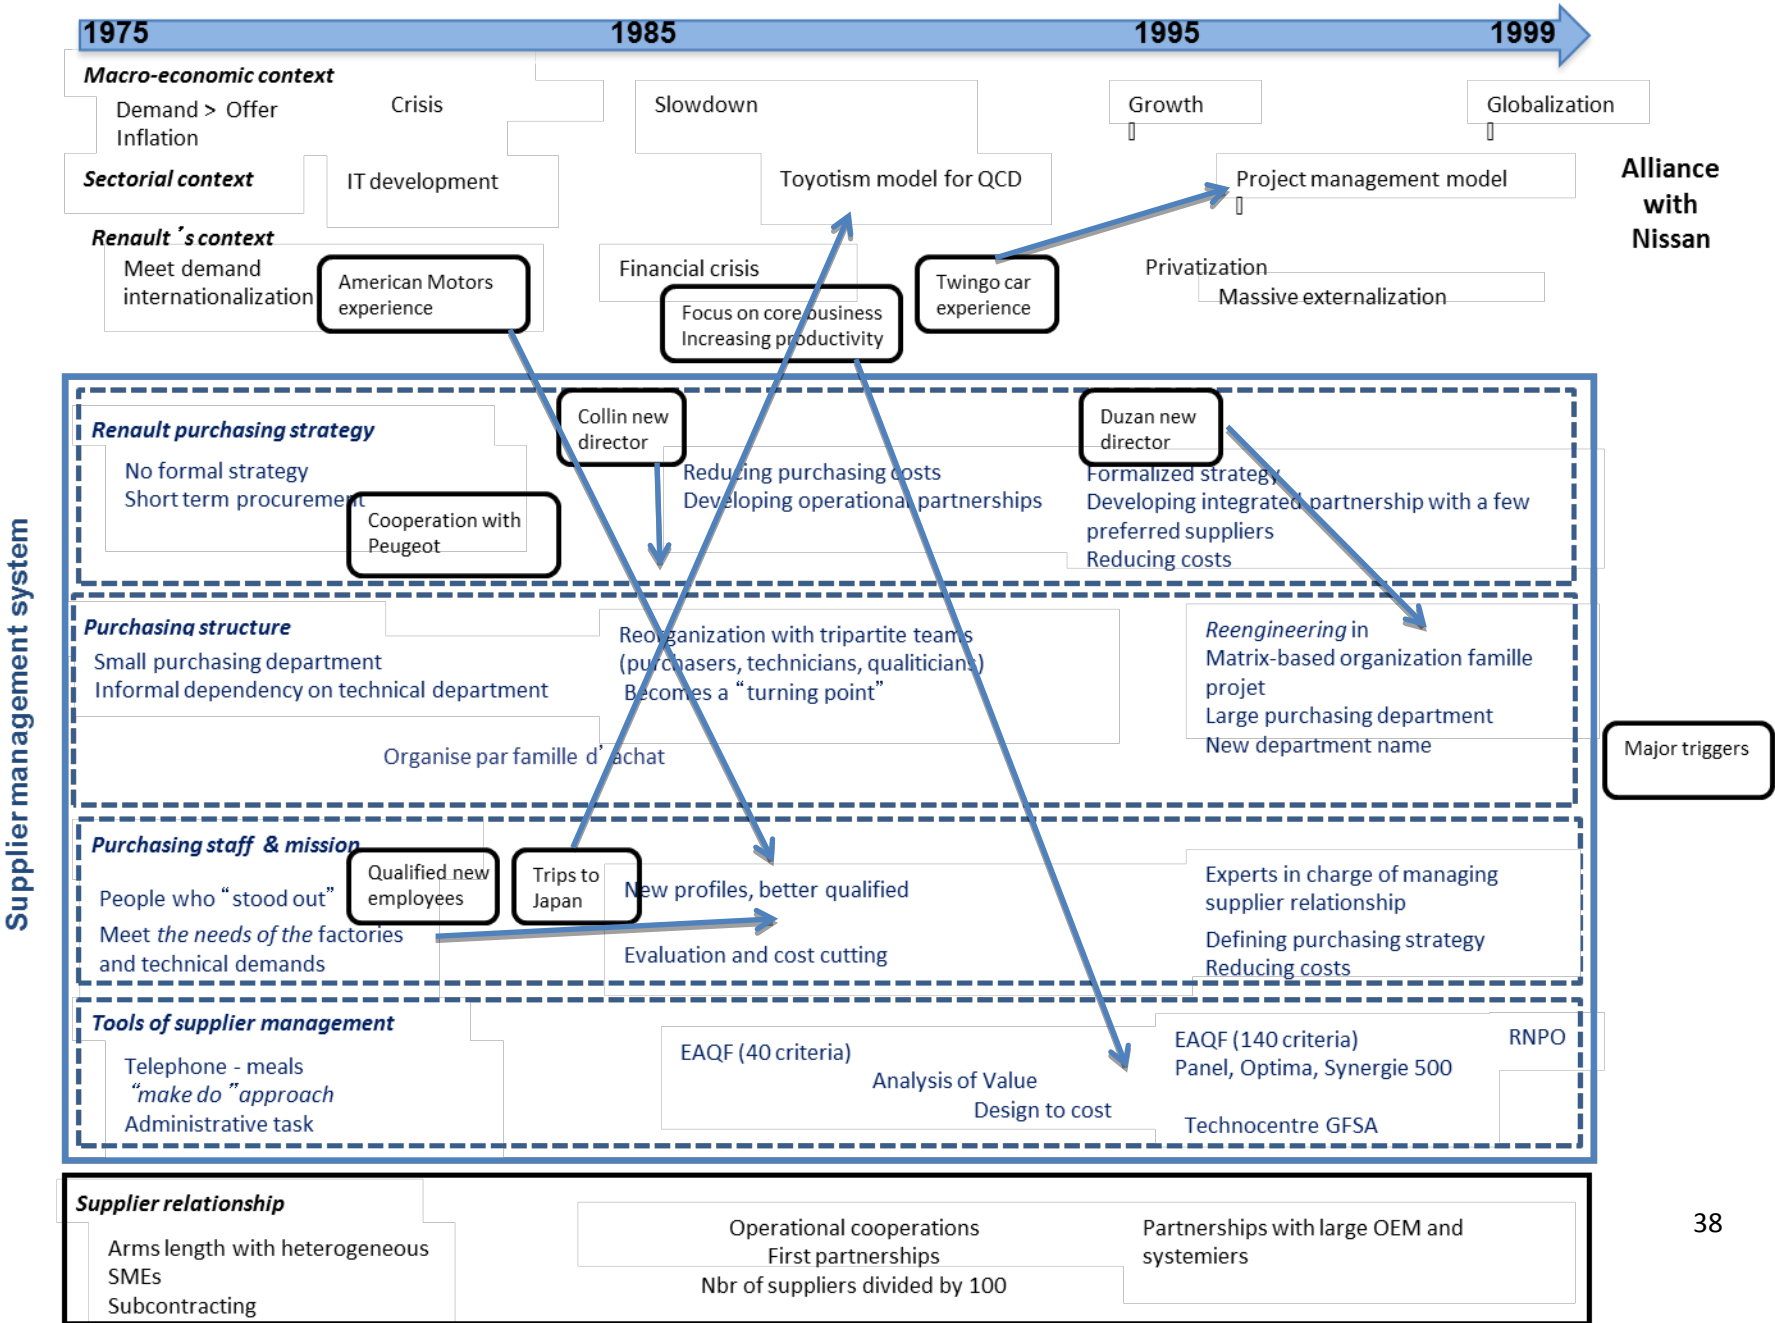 1975
1985
1995
1999
Macro-economic context
Demand > Offer
Inflation
Crisis
Slowdown
Growth
Globalization
Sectorial context
IT development
Toyotism model for QCD
Project management model
Alliance
with
Nissan
Renault ’s context
Meet demand
internationalization
American Motors
experience
Financial crisis
Focus on core business
Increasing productivity
Twingo car
experience
Privatization
Massive externalization
Supplier management system
Renault purchasing strategy
No formal strategy
Short term procurement
Cooperation with
Peugeot
Collin new
director
Reducing purchasing costs
Developing operational partnerships
Duzan new
director
Formalized strategy
Developing integrated partnership with a few
preferred suppliers
Reducing costs
Purchasing structure
Small purchasing department
Informal dependency on technical department
Organise par famille d’ achat
Reorganization with tripartite teams
(purchasers, technicians, qualiticians)
Becomes a “turning point”
Reengineering in
Matrix-based organization famille
projet
Large purchasing department
New department name
Major triggers
Purchasing staff & mission
People who “stood out”
Meet the needs of the factories
and technical demands
Qualified new
employees
Trips to
Japan
New profiles, better qualified
Evaluation and cost cutting
Experts in charge of managing
supplier relationship
Defining purchasing strategy
Reducing costs
Tools of supplier management
Telephone - meals
“make do ” approach
Administrative task
EAQF (40 criteria)
Analysis of Value
Design to cost
EAQF (140 criteria)
Panel, Optima, Synergie 500
Technocentre GFSA
RNPO
Supplier relationship
Arms length with heterogeneous
SMEs
Subcontracting
Operational cooperations
First partnerships
Nbr of suppliers divided by 100
Partnerships with large OEM and
systemiers
38